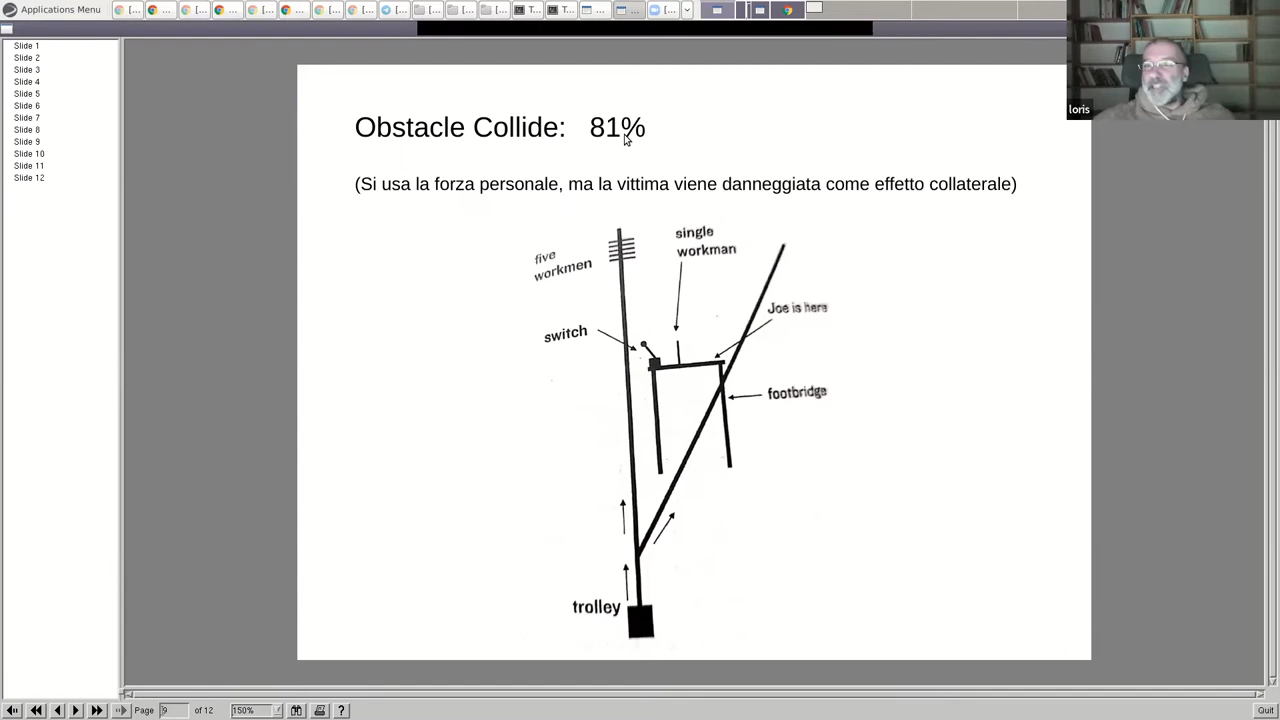 Applications Menu
[...
[...
[...
[...
[...
[...
[...
[...
[...
[...
[...
[...
T...
T...
...
...
[...
Slide 1
Slide 2
Slide 3
Slide 4
Slide 5
Slide 6
Slide 7
Slide 8
Slide 9
Slide 10
Slide 11
Slide 12
loris
Obstacle Collide: 81%
(Si usa la forza personale, ma la vittima viene danneggiata come effetto collaterale)
five
workmen
single
workman
Joe is here
switch
footbridge
trolley
Page 9 of 12 150% ? Quit